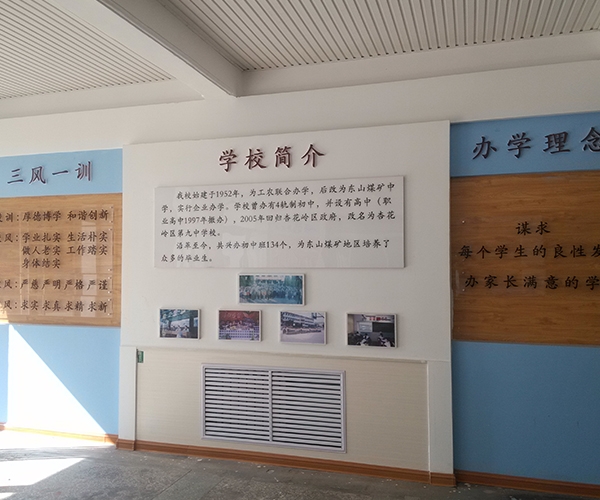 三风一训
训：厚德博学 和谐创新
风：学业扎实 生活朴实
做人老实 工作踏实
身体结实
风：严慈 严明 严格 严谨
风：求实 求真 求精 求新
学校简介
我校始建于1952年，为工农联合办学，后改为东山煤矿中
学，实行企业办学。学校曾办有4轨制初中，并设有高中（职
业高中1997年撤办），2005年回归杏花岭区政府，改名为杏花
岭区第九中学校。
沿革至今，具兴办初中班134个，为东山煤矿地区培养了
众多的毕业生。
办学理念
谋求
每个学生的良性发
办家长满意的学